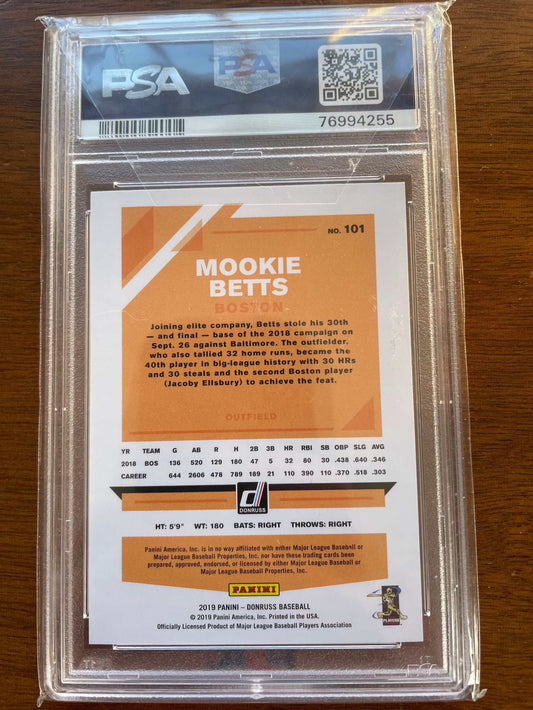 PSA
PSA
76994255
NO. 101
MOOKIE
BETTS
BOSTON
Joining elite company, Betts stole his 30th
— and final — base of the 2018 campaign on
Sept. 26 against Baltimore. The outfielder,
who also tallied 32 home runs, became the
40th player in big-league history with 30 HRs
and 30 steals and the second Boston player
(Jacoby Ellsbury) to achieve the feat.
OUTFIELD
YR TEAM G AB R H 2B 3B HR RBI SB OBP SLG AVG
2018 BOS 136 520 129 180 47 5 32 80 30 .438 .640 .346
CAREER 644 2606 478 789 189 21 110 390 110 .370 .518 .303
d
DONRUSS
HT: 5'9" WT: 180 BATS: RIGHT THROWS: RIGHT
Panini America, Inc. is in no way affiliated with either Major League Baseball or
Major League Baseball Properties, Inc. nor have these trading cards been
prepared, approved, endorsed, or licensed by either Major League Baseball or
Major League Baseball Properties, Inc.
PANINI
2019 PANINI – DONRUSS BASEBALL
© 2019 Panini America, Inc. Printed in the USA.
Officially Licensed Product of Major League Baseball Players Association
PLAYERS
PSA